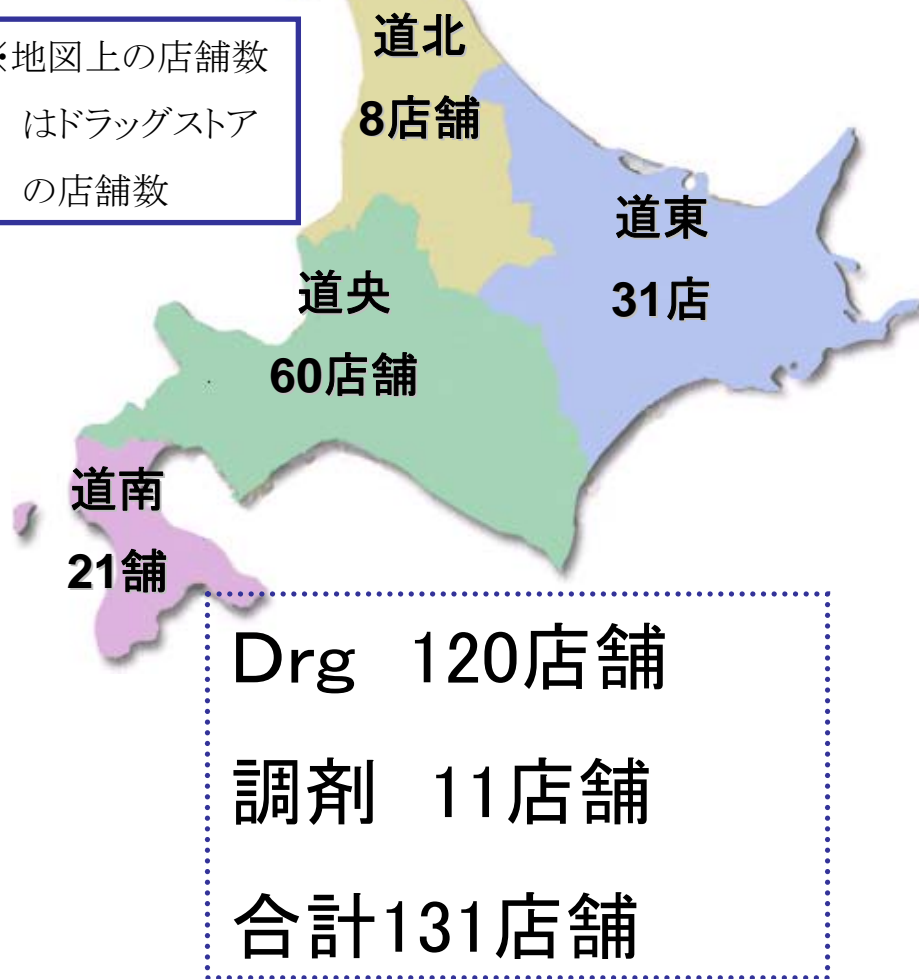 ※地図上の店舗数
はドラッグストア
の店舗数
道北
8店舗
道東
31店
道央
60店舗
道南
21舗
Drg 120店舗
調剤 11店舗
合計131店舗